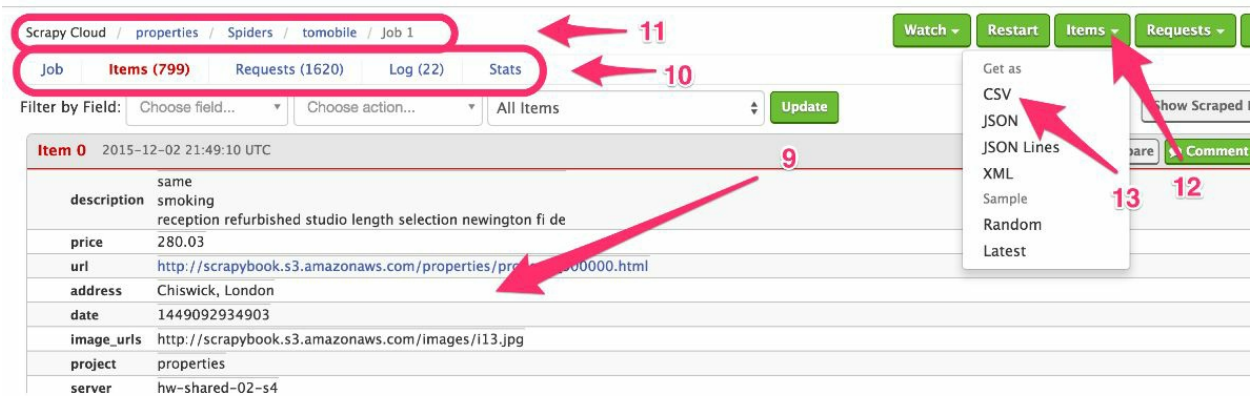 Scrapy Cloud / properties / Spiders / tomobile / Job 1
11
Watch
Restart
Items
Requests
Job Items (799) Requests (1620) Log (22) Stats
10
Filter by Field: Choose field... Choose action... All Items Update
Get as
CSV
JSON
JSON Lines
XML
Sample
Random
Latest
Show Scraped
Comment
12
13
Item 0 2015-12-02 21:49:10 UTC
9
description same
smoking
reception refurbished studio length selection newington fi de
price 280.03
url http://scrapybook.s3.amazonaws.com/properties/pro 00000.html
address Chiswick, London
date 1449092934903
image_urls http://scrapybook.s3.amazonaws.com/images/i13.jpg
project properties
server hw-shared-02-s4